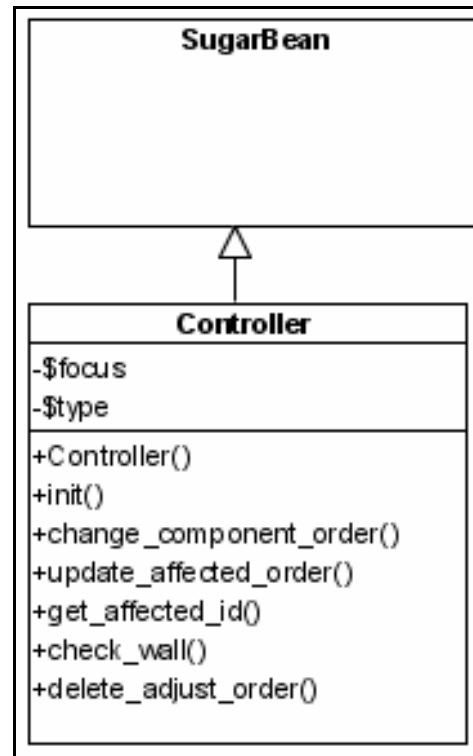 SugarBean
Controller
-$focus
-$type
+Controller()
+init()
+change_component_order()
+update_affected_order()
+get_affected_id()
+check_wall()
+delete_adjust_order()